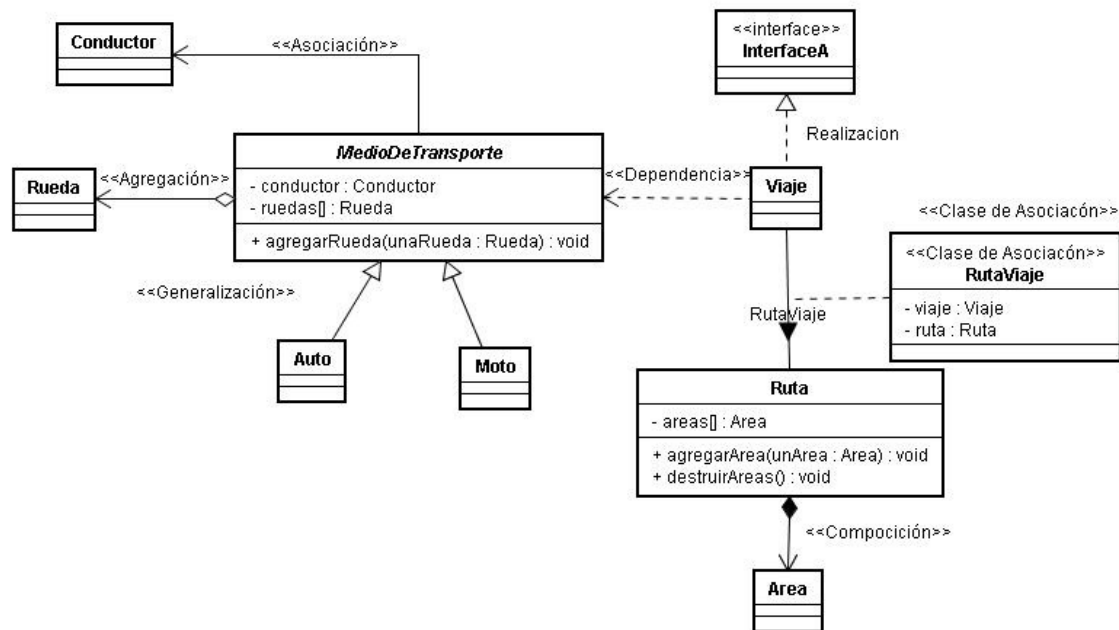 Conductor
<<Asociación>>
<<interface>>
InterfaceA
Realizacion
MedioDeTransporte
- conductor : Conductor
- ruedas[] : Rueda
+ agregarRueda(unaRueda : Rueda) : void
Rueda
<<Agregación>>
<<Dependencia>>
Viaje
<<Clase de Asociacón>>
<<Clase de Asociacón>>
RutaViaje
- viaje : Viaje
- ruta : Ruta
<<Generalización>>
RutaViaje
Auto
Moto
Ruta
- areas[] : Area
+ agregarArea(unArea : Area) : void
+ destruirAreas() : void
<<Compocición>>
Area